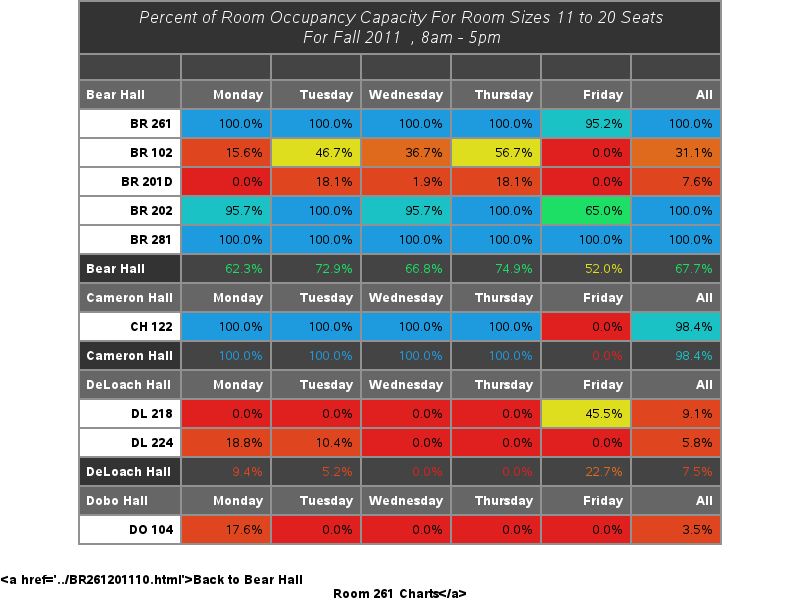 Percent of Room Occupancy Capacity For Room Sizes 11 to 20 Seats
For Fall 2011 , 8am - 5pm
Bear Hall Monday Tuesday Wednesday Thursday Friday All
BR 261 100.0% 100.0% 100.0% 100.0% 95.2% 100.0%
BR 102 15.6% 46.7% 36.7% 56.7% 0.0% 31.1%
BR 201D 0.0% 18.1% 1.9% 18.1% 0.0% 7.6%
BR 202 95.7% 100.0% 95.7% 100.0% 65.0% 100.0%
BR 281 100.0% 100.0% 100.0% 100.0% 100.0% 100.0%
Bear Hall 62.3% 72.9% 66.8% 74.9% 52.0% 67.7%
Cameron Hall Monday Tuesday Wednesday Thursday Friday All
CH 122 100.0% 100.0% 100.0% 100.0% 0.0% 98.4%
Cameron Hall 100.0% 100.0% 100.0% 100.0% 0.0% 98.4%
DeLoach Hall Monday Tuesday Wednesday Thursday Friday All
DL 218 0.0% 0.0% 0.0% 0.0% 45.5% 9.1%
DL 224 18.8% 10.4% 0.0% 0.0% 0.0% 5.8%
DeLoach Hall 9.4% 5.2% 0.0% 0.0% 22.7% 7.5%
Dobo Hall Monday Tuesday Wednesday Thursday Friday All
DO 104 17.6% 0.0% 0.0% 0.0% 0.0% 3.5%
<a href='../BR261201110.html'>Back to Bear Hall
Room 261 Charts</a>